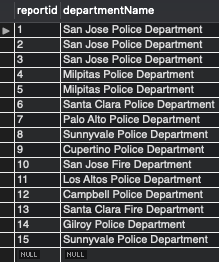 reportid departmentName
1 San Jose Police Department
2 San Jose Police Department
3 San Jose Police Department
4 Milpitas Police Department
5 Milpitas Police Department
6 Santa Clara Police Department
7 Palo Alto Police Department
8 Sunnyvale Police Department
9 Cupertino Police Department
10 San Jose Fire Department
11 Los Altos Police Department
12 Campbell Police Department
13 Santa Clara Fire Department
14 Gilroy Police Department
15 Sunnyvale Police Department
NULL NULL